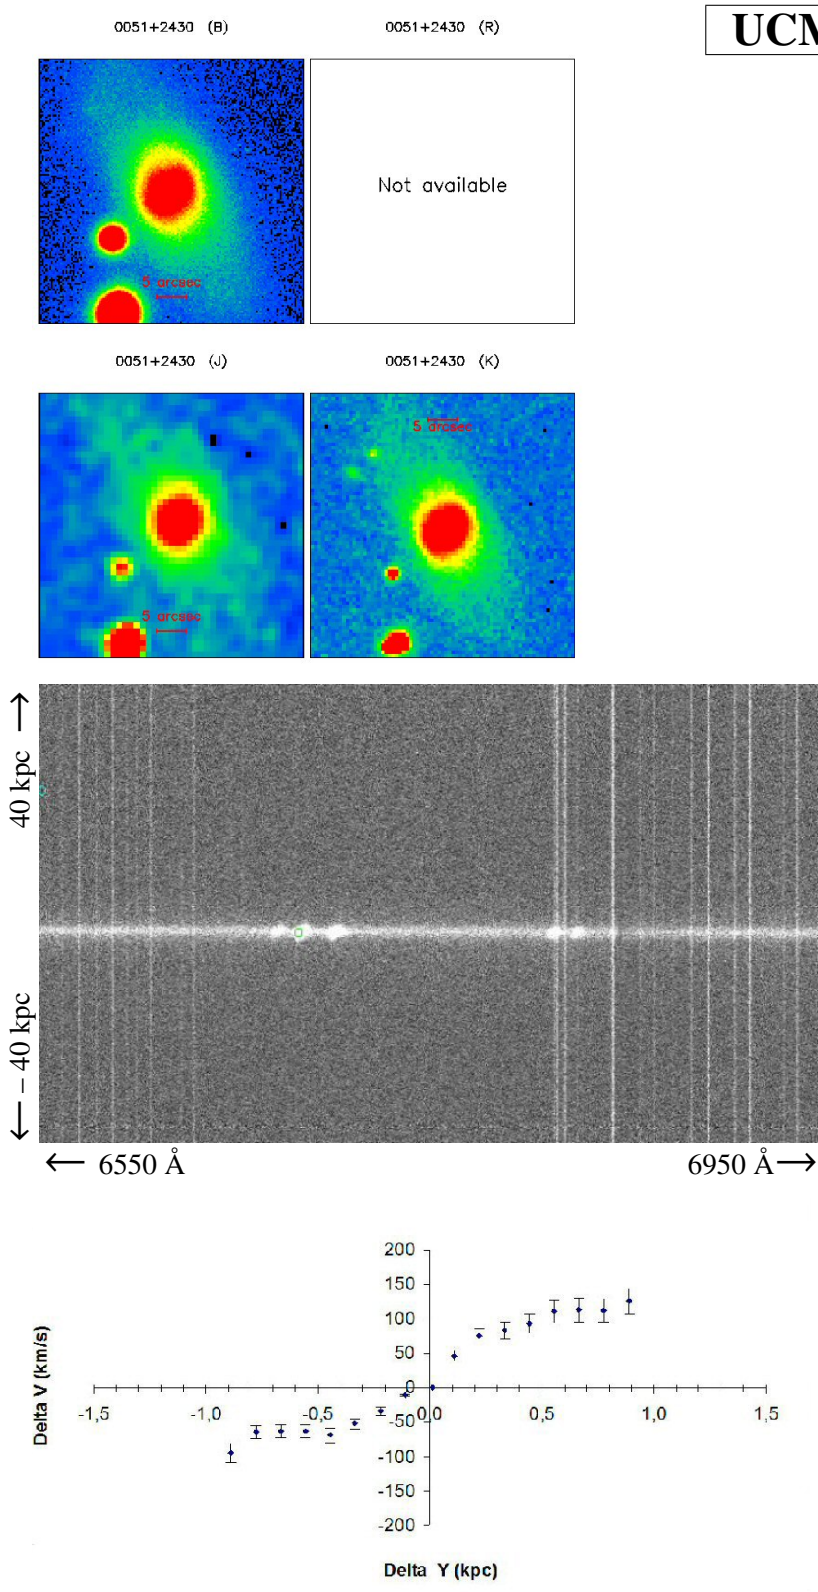 0051+2430 (B)
0051+2430 (R)
UCM
5 arcsec
Not available
0051+2430 (J)
0051+2430 (K)
5 arcsec
5 arcsec
40 kpc →
← – 40 kpc
← 6550 Å
6950 Å →
200
150
100
50
0
-50
-100
-150
-200
-1,5
-1,0
-0,5
0,0
0,5
1,0
1,5
Delta V (km/s)
Delta Y (kpc)